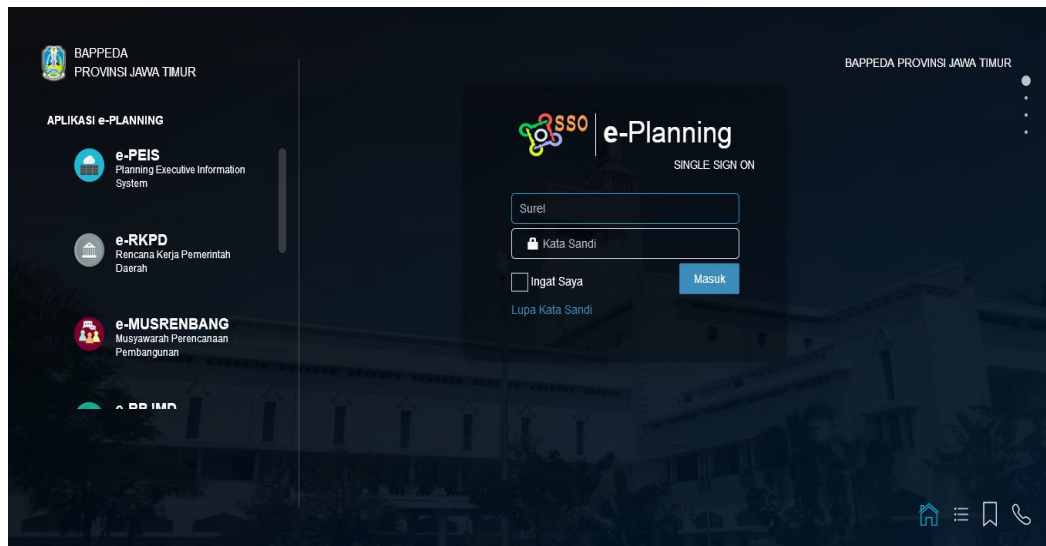 BAPPEDA
PROVINSI JAWA TIMUR
APLIKASI e-PLANNING
e-PEIS
Planning Executive Information
System
e-RKPD
Rencana Kerja Pemerintah
Daerah
e-MUSRENBANG
Musyawarah Perencanaan
Pembangunan
e-RPJMD
BAPPEDA PROVINSI JAWA TIMUR
SSO
e-Planning
SINGLE SIGN ON
Surel
Kata Sandi
Ingat Saya
Masuk
Lupa Kata Sandi